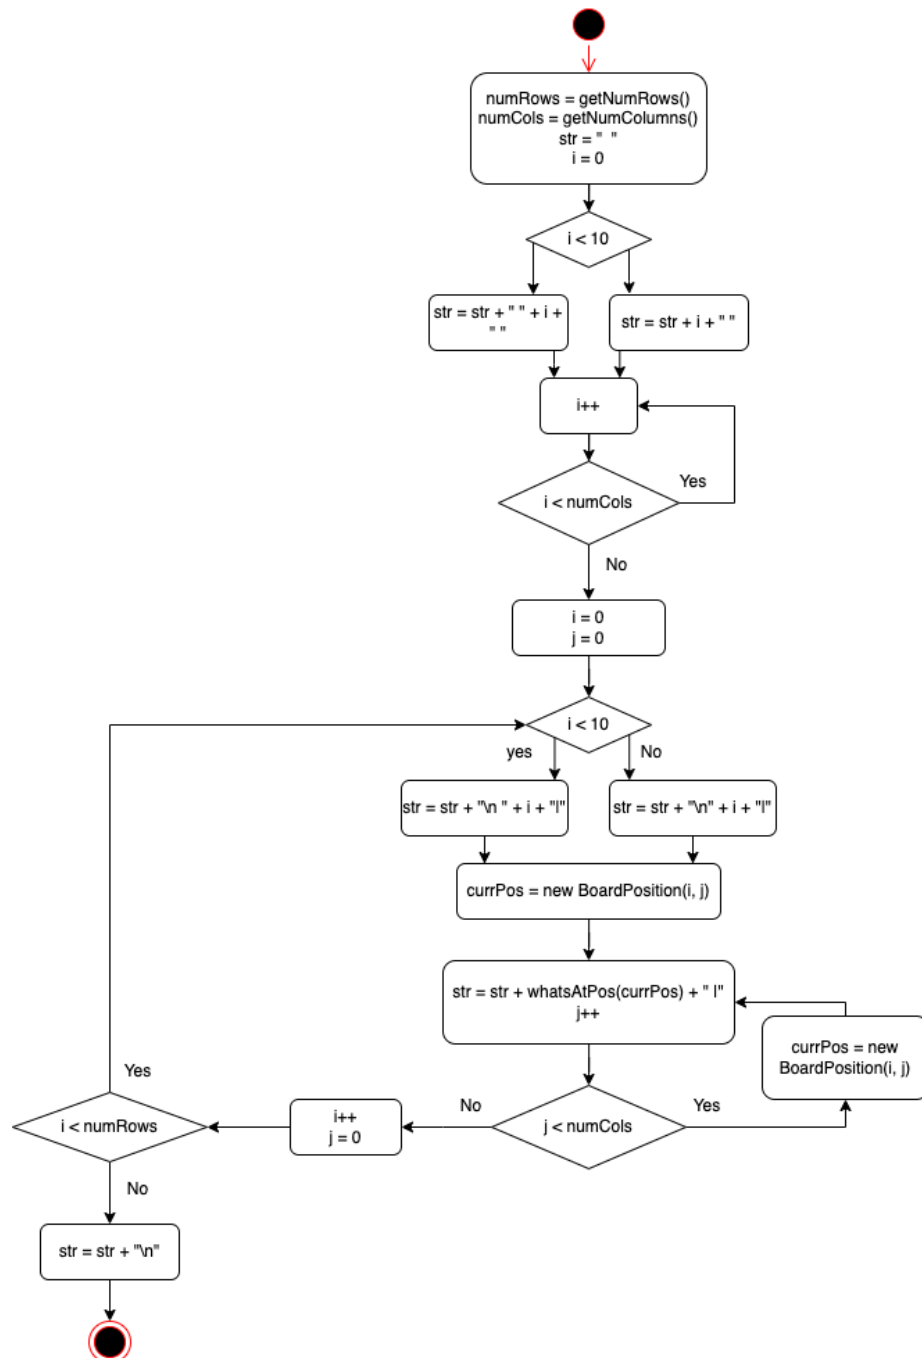 numRows = getNumRows()
numCols = getNumColumns()
str = "  "
i = 0
i < 10
str = str + " " + i +
" "
str = str + i + " "
i++
i < numCols
Yes
No
i = 0
j = 0
i < 10
yes
No
str = str + "\n " + i + "|"
str = str + "\n" + i + "|"
currPos = new BoardPosition(i, j)
str = str + whatsAtPos(currPos) + " |"
j++
currPos = new
BoardPosition(i, j)
Yes
i < numRows
i++
j = 0
No
j < numCols
Yes
No
str = str + "\n"